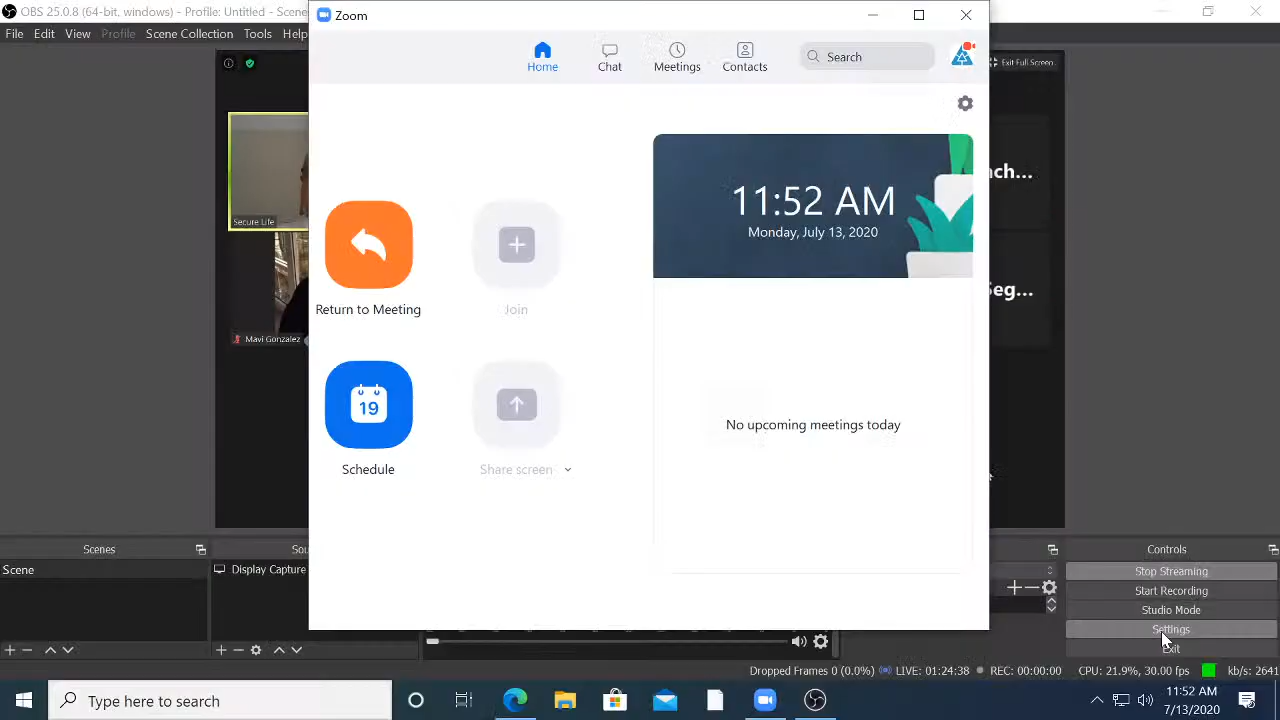 OBS 25.0.8 (64-bit, windows) - Profile: Untitled - Scene
File Edit View Profile Scene Collection Tools Help
Zoom
Home Chat Meetings Contacts
Search
Exit Full Screen
Secure Life
Mavi Gonzalez
nch...
Seg...
11:52 AM
Monday, July 13, 2020
Return to Meeting
Join
19
Schedule
Share screen
No upcoming meetings today
Scenes
Scene
Sou
Display Capture
Controls
Stop Streaming
Start Recording
Studio Mode
Settings
Exit
Dropped Frames 0 (0.0%) LIVE: 01:24:38 REC: 00:00:00 CPU: 21.9%, 30.00 fps kb/s: 2641
Type here to search
11:52 AM
7/13/2020